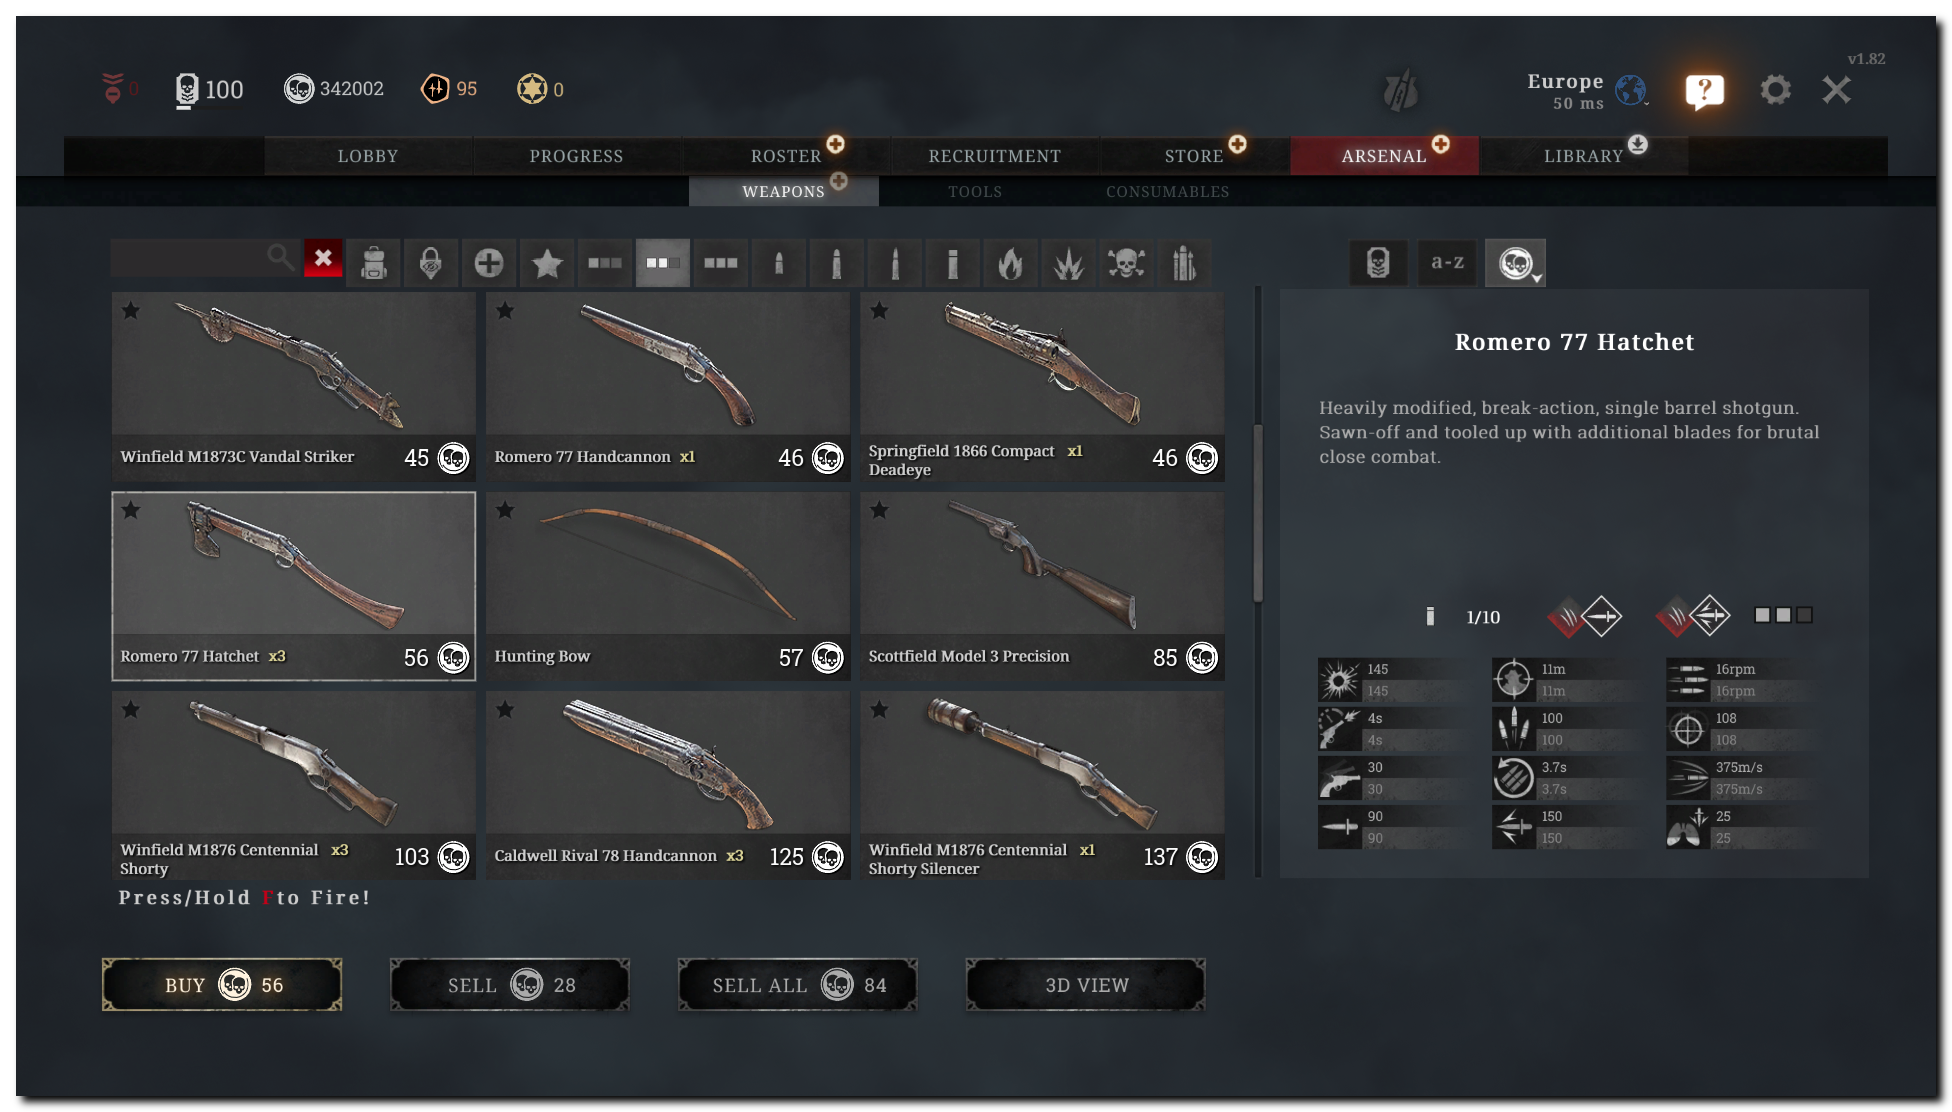 v1.82
0
100
342002
95
0
Europe
50 ms
?
LOBBY
PROGRESS
ROSTER
RECRUITMENT
STORE
ARSENAL
LIBRARY
WEAPONS
TOOLS
CONSUMABLES
a-z
Winfield M1873C Vandal Striker
45
Romero 77 Handcannon x1
46
Springfield 1866 Compact x1
Deadeye
46
Romero 77 Hatchet x3
56
Hunting Bow
57
Scottfield Model 3 Precision
85
Winfield M1876 Centennial x3
Shorty
103
Caldwell Rival 78 Handcannon x3
125
Winfield M1876 Centennial x1
Shorty Silencer
137
Press/Hold F to Fire!
BUY 56
SELL 28
SELL ALL 84
3D VIEW
Romero 77 Hatchet
Heavily modified, break-action, single barrel shotgun.
Sawn-off and tooled up with additional blades for brutal
close combat.
1/10
145
145
11m
11m
16rpm
16rpm
4s
4s
100
100
108
108
30
30
3.7s
3.7s
375m/s
375m/s
90
90
150
150
25
25